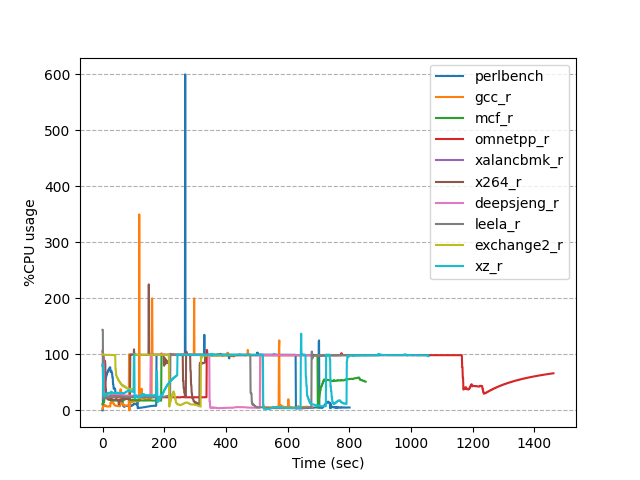 600
500
400
300
200
100
0
%CPU usage
perlbench
gcc_r
mcf_r
omnetpp_r
xalancbmk_r
x264_r
deepsjeng_r
leela_r
exchange2_r
xz_r
0 200 400 600 800 1000 1200 1400
Time (sec)